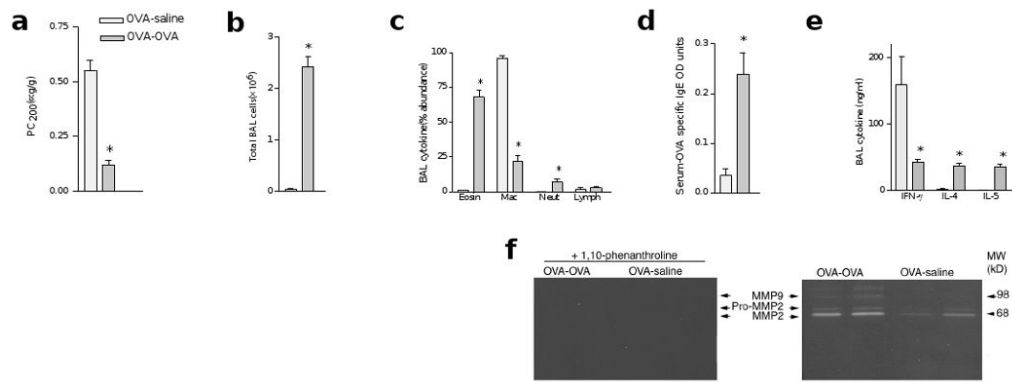 a
0.75
0.50
0.25
0.00
PC 200(mcg/g)
OVA-saline
OVA-OVA
*
b
3
2
1
0
Total BAL cells(×10⁶)
*
c
100
75
50
25
0
BAL cytokine(% abundance)
*
*
*
Eosin Mac Neut Lymph
d
0.3
0.2
0.1
0.0
Serum-OVA specific IgE OD units
*
e
200
100
0
BAL cytokine (ng/ml)
* * *
IFN-γ IL-4 IL-5
f
+ 1,10-phenanthroline
OVA-OVA OVA-saline
MMP9
Pro-MMP2
MMP2
OVA-OVA OVA-saline
MW
(kD)
98
68